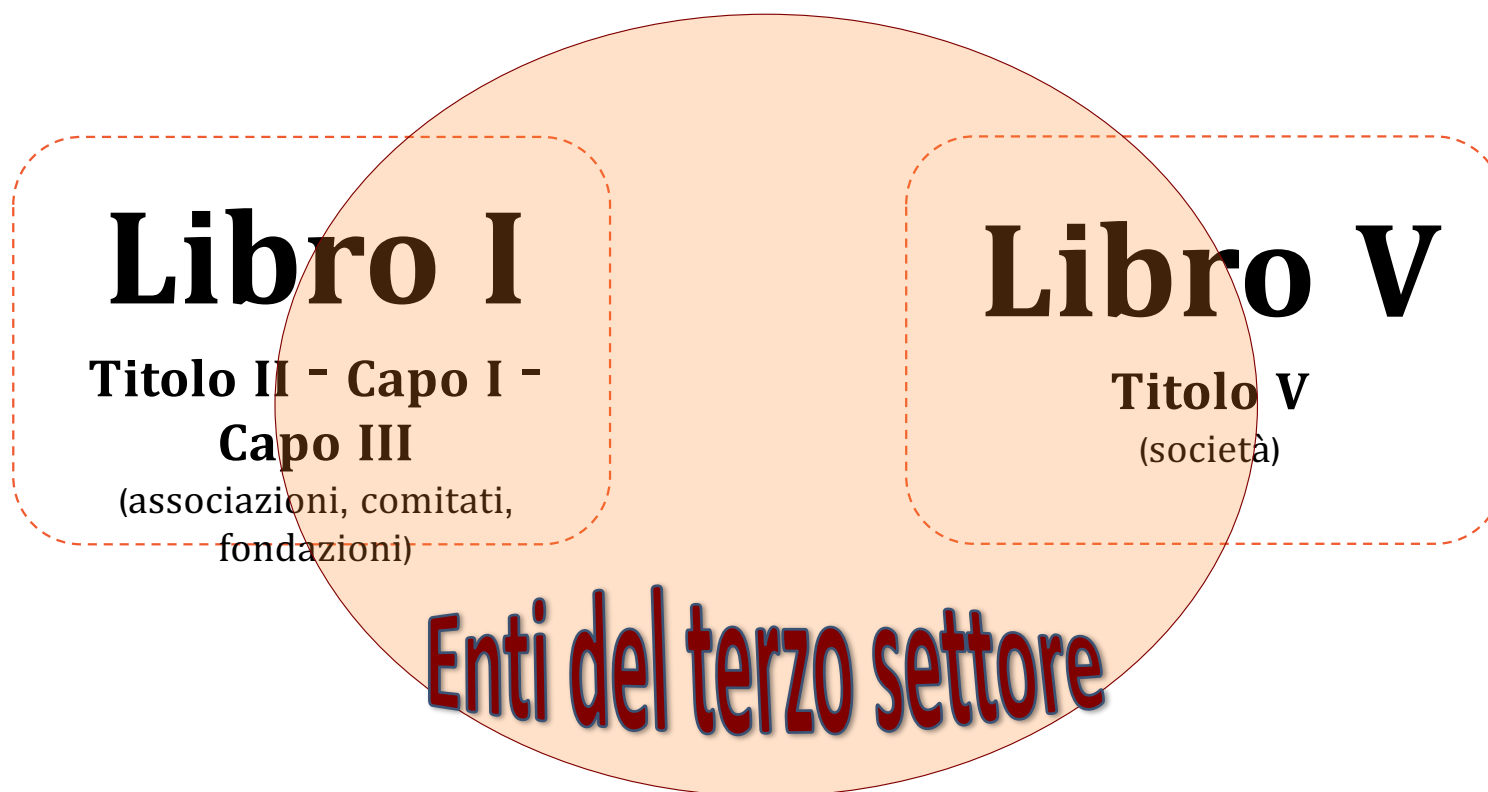 Libro I
Titolo II - Capo I -
Capo III
(associazioni, comitati,
fondazioni)
Libro V
Titolo V
(società)
Enti del terzo settore